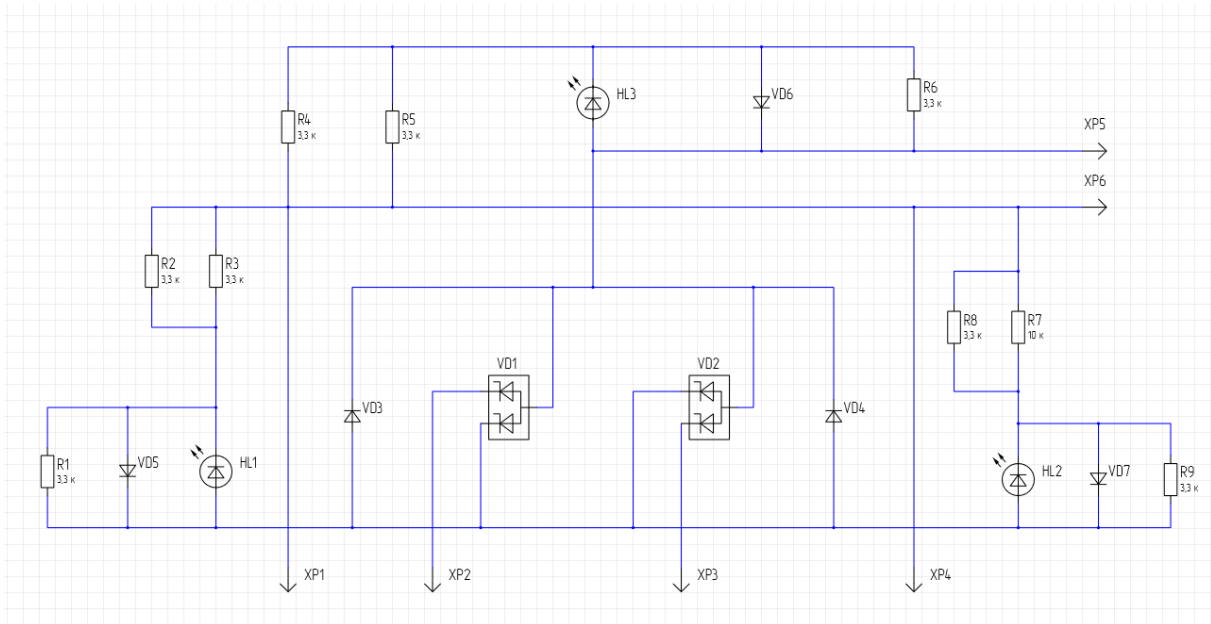 HL3
VD6
R6
3,3 к
R4
3,3 к
R5
3,3 к
XP5
XP6
R2
3,3 к
R3
3,3 к
R8
3,3 к
R7
10 к
VD1
VD2
VD3
VD4
R1
3,3 к
VD5
HL1
HL2
VD7
R9
3,3 к
XP1
XP2
XP3
XP4